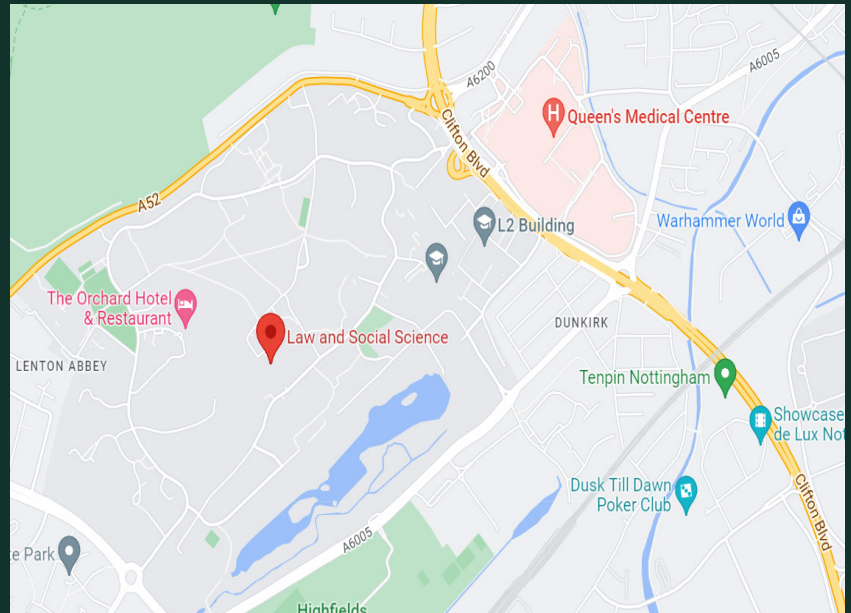 A6200
A6005
Clifton Blvd
H
Queen's Medical Centre
A52
L2 Building
Warhammer World
The Orchard Hotel
& Restaurant
DUNKIRK
Law and Social Science
LENTON ABBEY
Tenpin Nottingham
Showcase
de Lux Not
Dusk Till Dawn
Poker Club
Clifton Blvd
A6005
te Park
Highfields